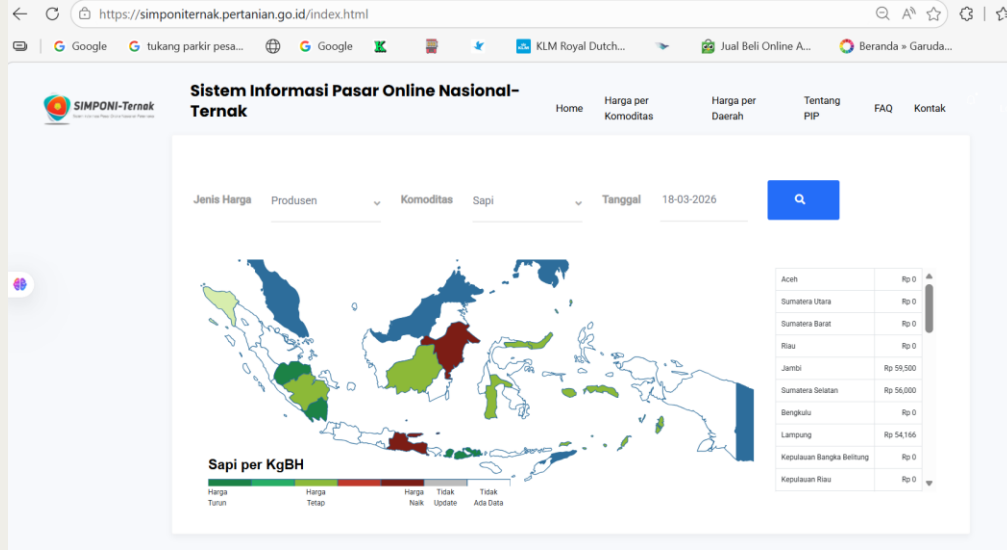 https://simponiternak.pertanian.go.id/index.html
Google
tukang parkir pesa...
Google
KLM Royal Dutch...
Jual Beli Online A...
Beranda » Garuda...
SIMPONI-Ternak
Sistem Informasi Pasar Online Nasional-
Ternak
Home
Harga per
Komoditas
Harga per
Daerah
Tentang
PIP
FAQ
Kontak
Jenis Harga
Produsen
Komoditas
Sapi
Tanggal
18-03-2026
Aceh Rp 0
Sumatera Utara Rp 0
Sumatera Barat Rp 0
Riau Rp 0
Jambi Rp 59,500
Sumatera Selatan Rp 56,000
Bengkulu Rp 0
Lampung Rp 54,166
Kepulauan Bangka Belitung Rp 0
Kepulauan Riau Rp 0
Sapi per KgBH
Harga
Turun
Harga
Tetap
Harga
Naik
Tidak
Update
Tidak
Ada Data